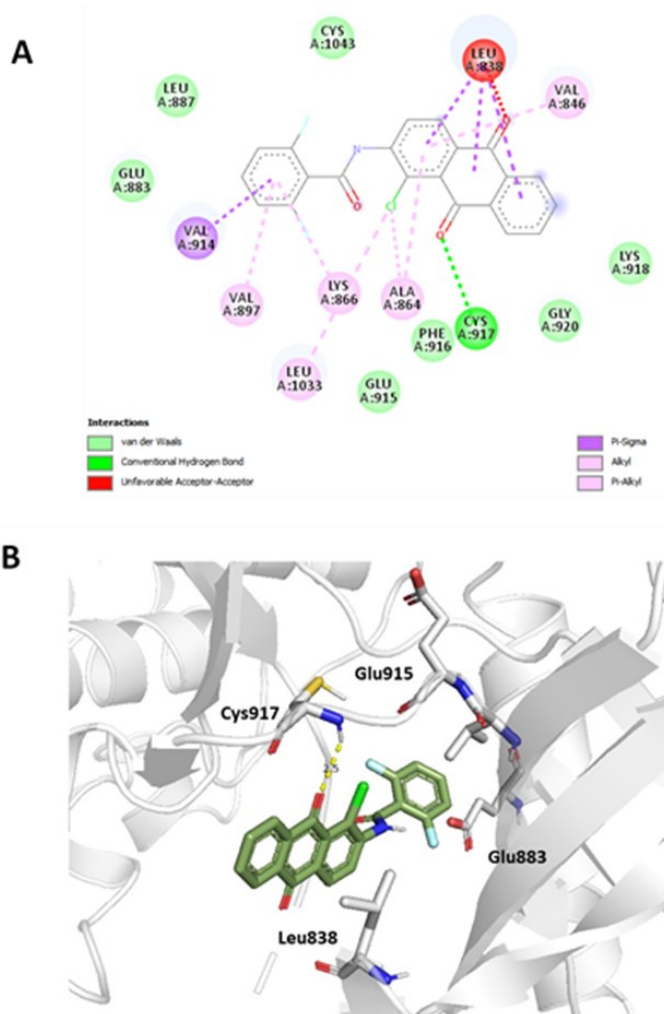 A
CYS
A:1043
LEU
A:838
LEU
A:887
VAL
A:846
GLU
A:883
N
O
O
Cl
O
VAL
A:914
LYS
A:918
VAL
A:897
LYS
A:866
ALA
A:864
PHE
A:916
CYS
A:917
GLY
A:920
LEU
A:1033
GLU
A:915
Interactions
van der Waals
Conventional Hydrogen Bond
Unfavorable Acceptor-Acceptor
Pi-Sigma
Alkyl
Pi-Alkyl
B
Glu915
Cys917
Glu883
Leu838